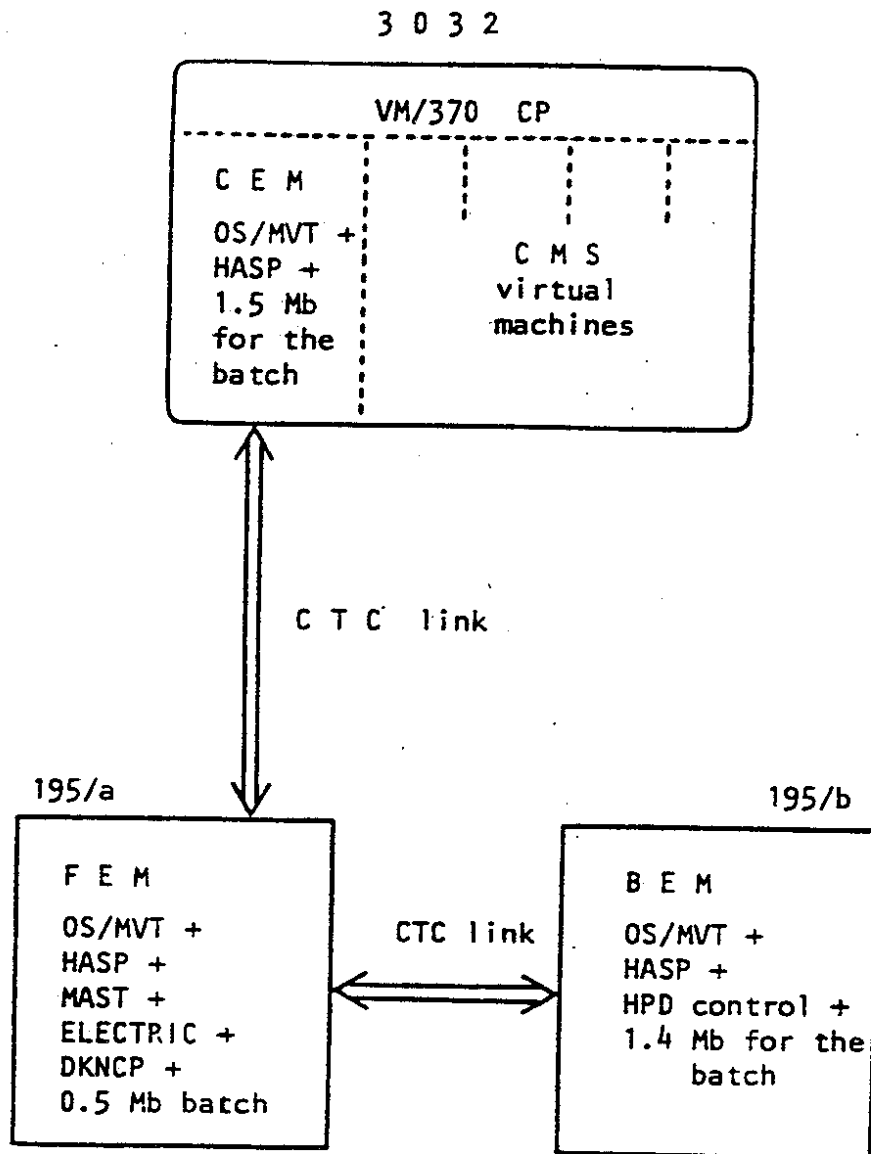 3 0 3 2
VM/370 CP
C E M
OS/MVT +
HASP +
1.5 Mb
for the
batch
C M S
virtual
machines
C T C link
195/a
F E M
OS/MVT +
HASP +
MAST +
ELECTRIC +
DKNCP +
0.5 Mb batch
CTC link
195/b
B E M
OS/MVT +
HASP +
HPD control +
1.4 Mb for the
batch